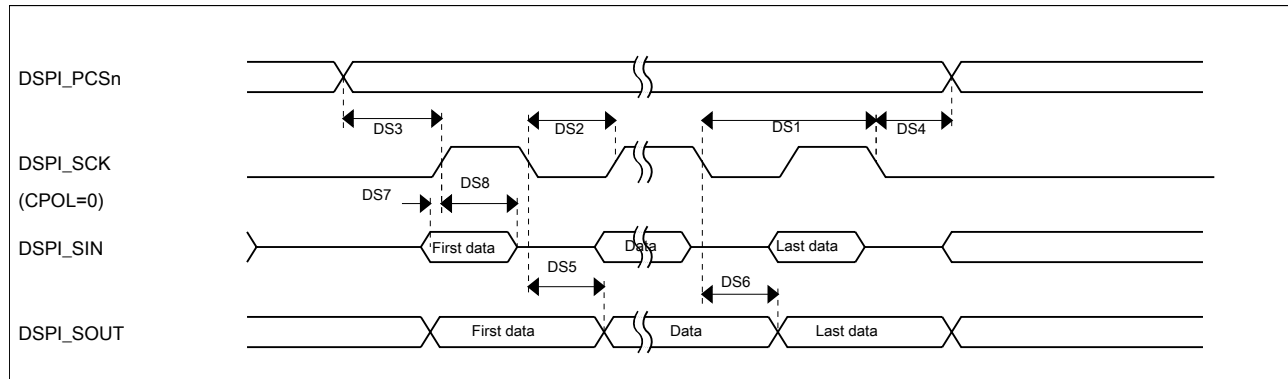 DSPI_PCSn
DS3 DS2 DS1 DS4
DSPI_SCK
(CPOL=0)
DS7 DS8
DSPI_SIN First data Data Last data
DS5 DS6
DSPI_SOUT First data Data Last data